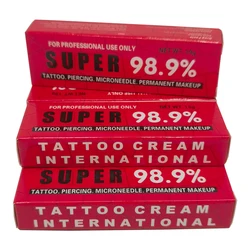 FOR PROFESSIONAL USE ONLY
SUPER 98.9%
TATTOO. PIERCING. MICRONEEDLE. PERMANENT MAKEUP
FOR PROFESSIONAL USE ONLY
SUPER 98.9%
TATTOO. PIERCING. MICRONEEDLE. PERMANENT MAKEUP
TATTOO CREAM
INTERNATIONAL
SUPER 98.9%
TATTOO. PIERCING. MICRONEEDLE. PERMANENT MAKEUP
TATTOO CREAM
INTERNATIONAL